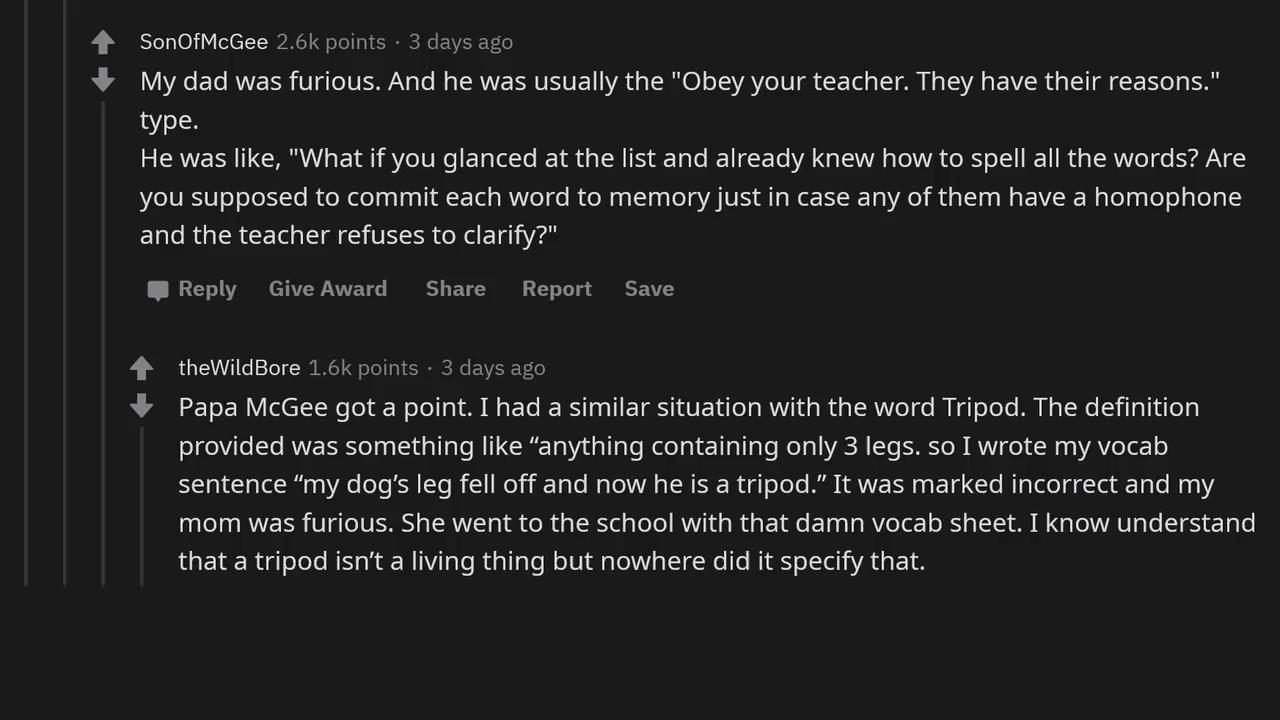 SonOfMcGee 2.6k points · 3 days ago
My dad was furious. And he was usually the "Obey your teacher. They have their reasons."
type.
He was like, "What if you glanced at the list and already knew how to spell all the words? Are
you supposed to commit each word to memory just in case any of them have a homophone
and the teacher refuses to clarify?"
Reply Give Award Share Report Save
theWildBore 1.6k points · 3 days ago
Papa McGee got a point. I had a similar situation with the word Tripod. The definition
provided was something like “anything containing only 3 legs. so I wrote my vocab
sentence “my dog’s leg fell off and now he is a tripod.” It was marked incorrect and my
mom was furious. She went to the school with that damn vocab sheet. I know understand
that a tripod isn’t a living thing but nowhere did it specify that.